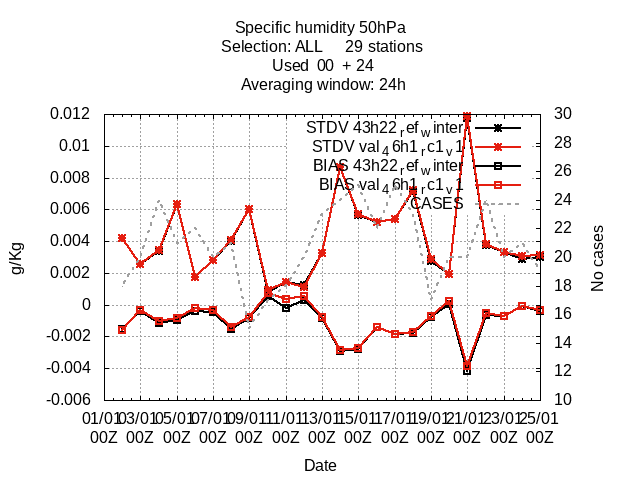 Specific humidity 50hPa
Selection: ALL 29 stations
Used 00 + 24
Averaging window: 24h
0.012
0.01
0.008
0.006
0.004
0.002
0
-0.002
-0.004
-0.006
g/Kg
STDV 43h22_ref_winter
STDV val_46h1_rc1_v1
BIAS 43h22_ref_winter
BIAS val_46h1_rc1_v1
CASES
30
28
26
24
22
20
18
16
14
12
10
No cases
01/01 03/01 05/01 07/01 09/01 11/01 13/01 15/01 17/01 19/01 21/01 23/01 25/01
00Z 00Z 00Z 00Z 00Z 00Z 00Z 00Z 00Z 00Z 00Z 00Z 00Z
Date